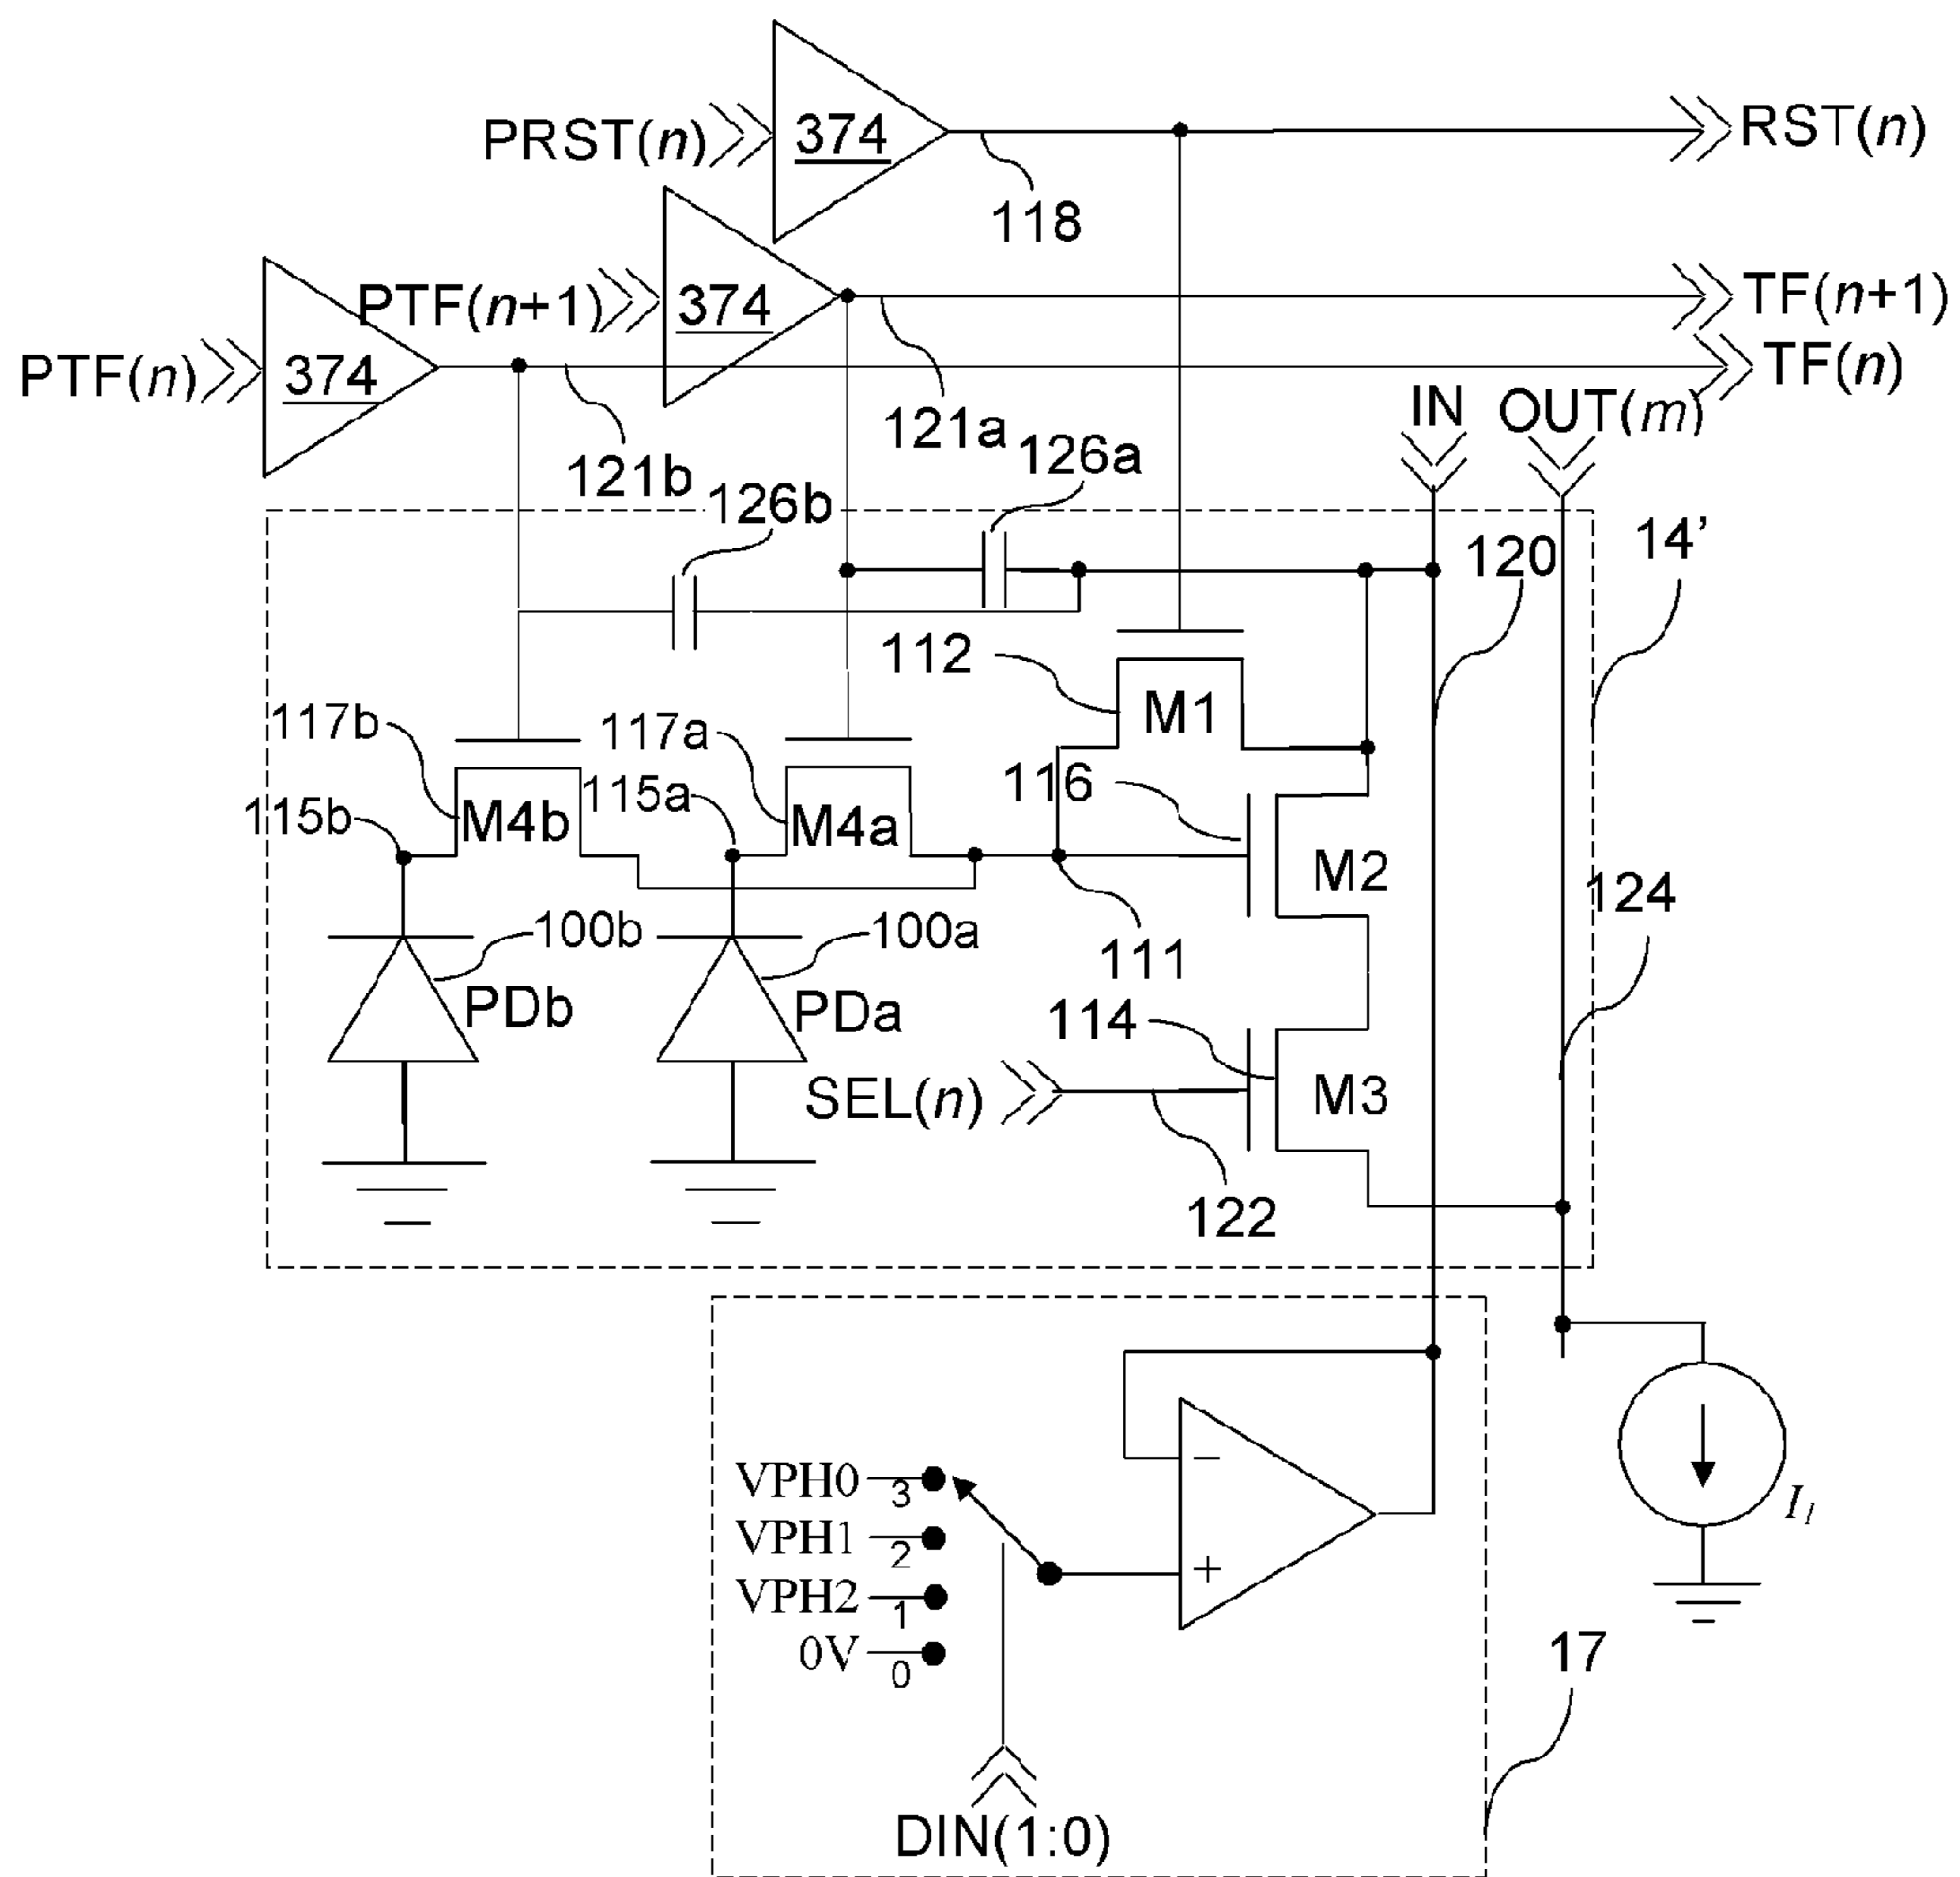 PRST(n)
374
RST(n)
118
PTF(n+1)
374
TF(n+1)
PTF(n)
374
TF(n)
IN
OUT(m)
121a
126a
121b
126b
120
14’
112
M1
117b
117a
116
115a
115b
M4b
M4a
M2
124
100b
100a
111
PDb
PDa
114
SEL(n)
M3
122
VPH0
3
VPH1
2
VPH2
1
0V
0
−
+
Il
17
DIN(1:0)